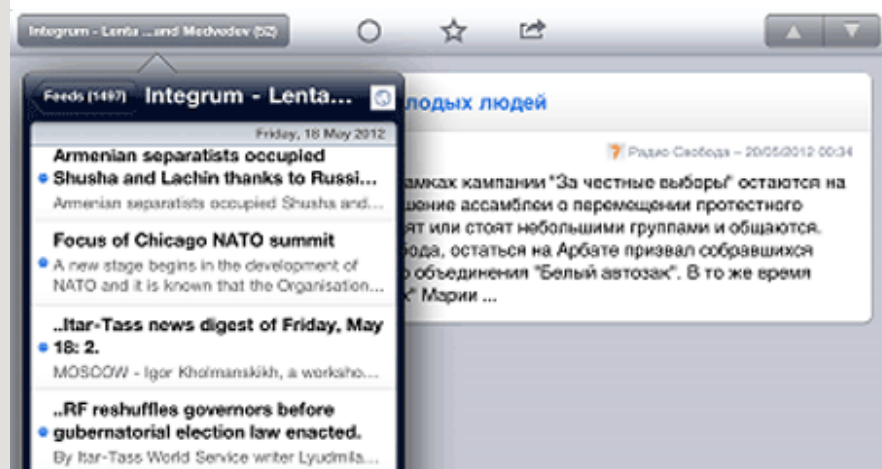 Integrum - Lenta ...and Medvedev (52)
Feeds (1497)
Integrum - Lenta...
Friday, 18 May 2012
Armenian separatists occupied
Shusha and Lachin thanks to Russi...
Armenian separatists occupied Shusha and...
Focus of Chicago NATO summit
A new stage begins in the development of
NATO and it is known that the Organisation...
..Itar-Tass news digest of Friday, May
18: 2.
MOSCOW - Igor Kholmanskikh, a worksho...
..RF reshuffles governors before
gubernatorial election law enacted.
By Itar-Tass World Service writer Lyudmila...
лодых людей
Радио Свобода – 20/05/2012 00:34
амках кампании "За честные выборы" остаются на
шение ассамблеи о перемещении протестного
ят или стоят небольшими группами и общаются.
бода, остаться на Арбате призвал собравшихся
о объединения "Белый автозак". В то же время
" Марии ...